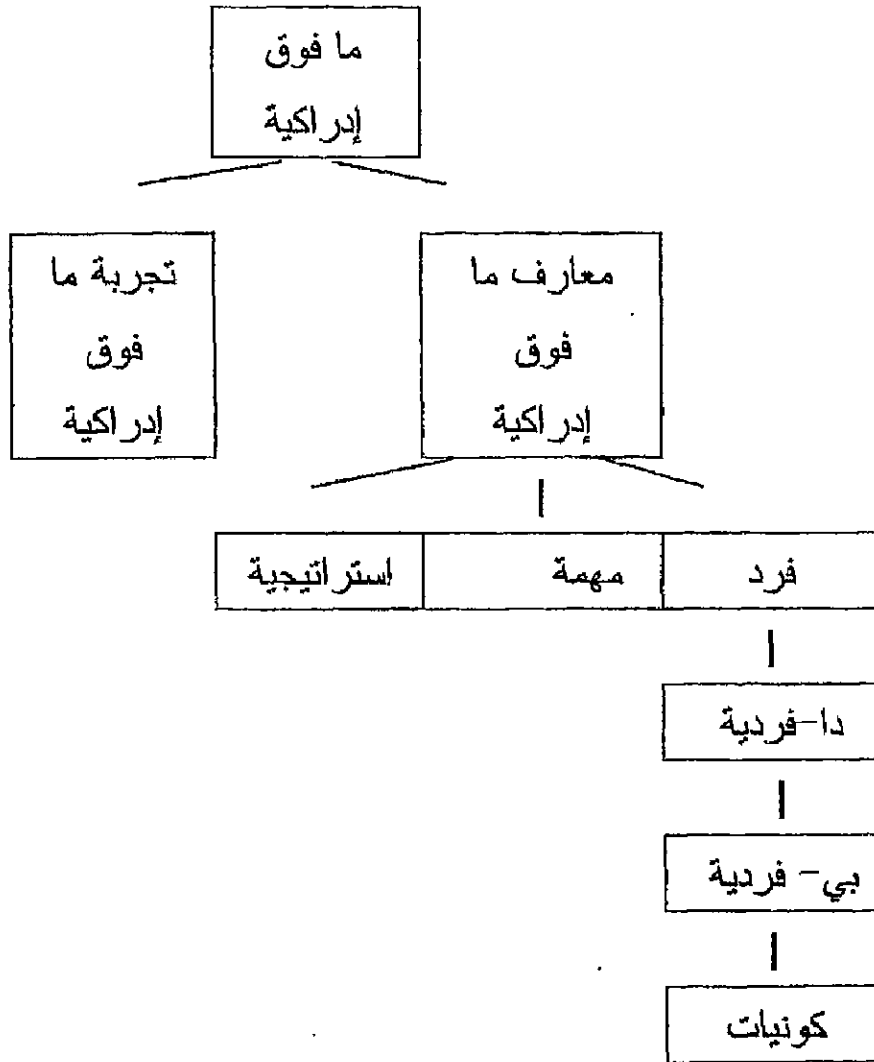 ما فوق
إدراكية
معارف ما
فوق
إدراكية
تجربة ما
فوق
إدراكية
فرد
مهمة
استراتيجية
دا-فردية
بي- فردية
كونيات